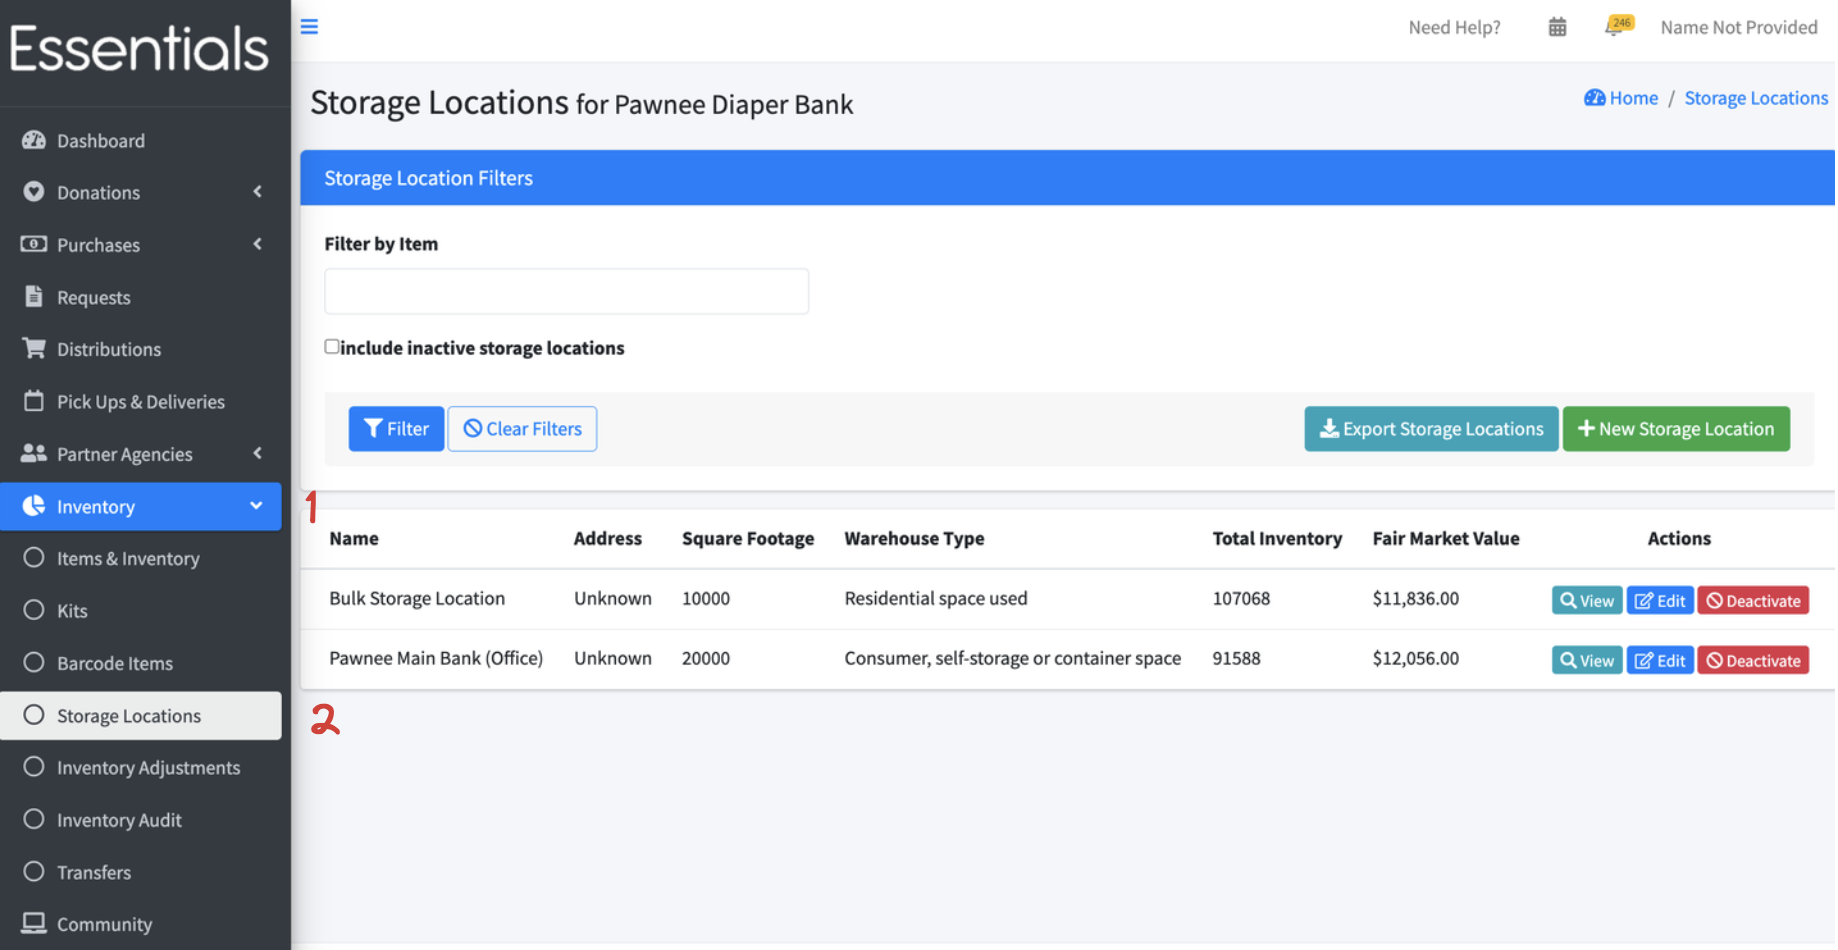 Essentials
Need Help? 246 Name Not Provided
Storage Locations for Pawnee Diaper Bank
Home / Storage Locations
Dashboard
Donations
Purchases
Requests
Distributions
Pick Ups & Deliveries
Partner Agencies
Inventory 1
Items & Inventory
Kits
Barcode Items
Storage Locations 2
Inventory Adjustments
Inventory Audit
Transfers
Community
Storage Location Filters
Filter by Item
include inactive storage locations
Filter Clear Filters Export Storage Locations New Storage Location
Name Address Square Footage Warehouse Type Total Inventory Fair Market Value Actions
Bulk Storage Location Unknown 10000 Residential space used 107068 $11,836.00 View Edit Deactivate
Pawnee Main Bank (Office) Unknown 20000 Consumer, self-storage or container space 91588 $12,056.00 View Edit Deactivate